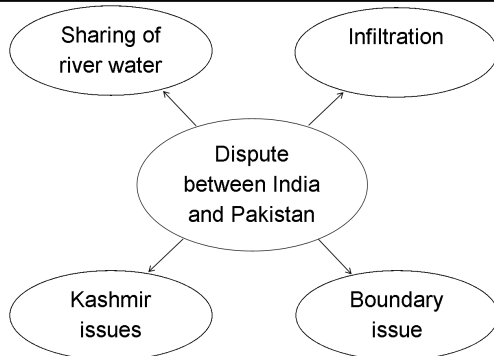 Sharing of
river water
Infiltration
Dispute
between India
and Pakistan
Kashmir
issues
Boundary
issue